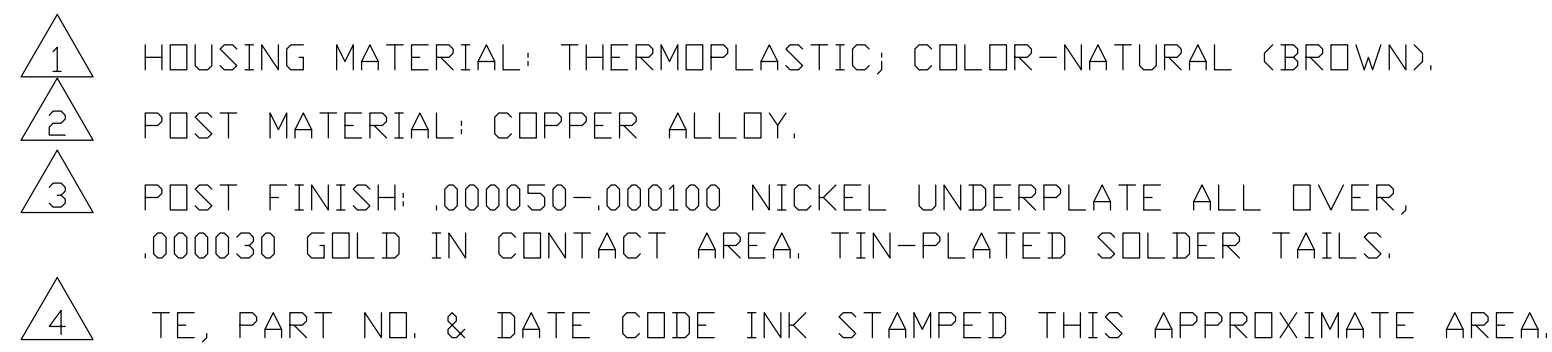 1 HOUSING MATERIAL: THERMOPLASTIC; COLOR-NATURAL (BROWN).
2 POST MATERIAL: COPPER ALLOY.
3 POST FINISH: .000050-.000100 NICKEL UNDERPLATE ALL OVER,
.000030 GOLD IN CONTACT AREA. TIN-PLATED SOLDER TAILS.
4 TE, PART NO. & DATE CODE INK STAMPED THIS APPROXIMATE AREA.